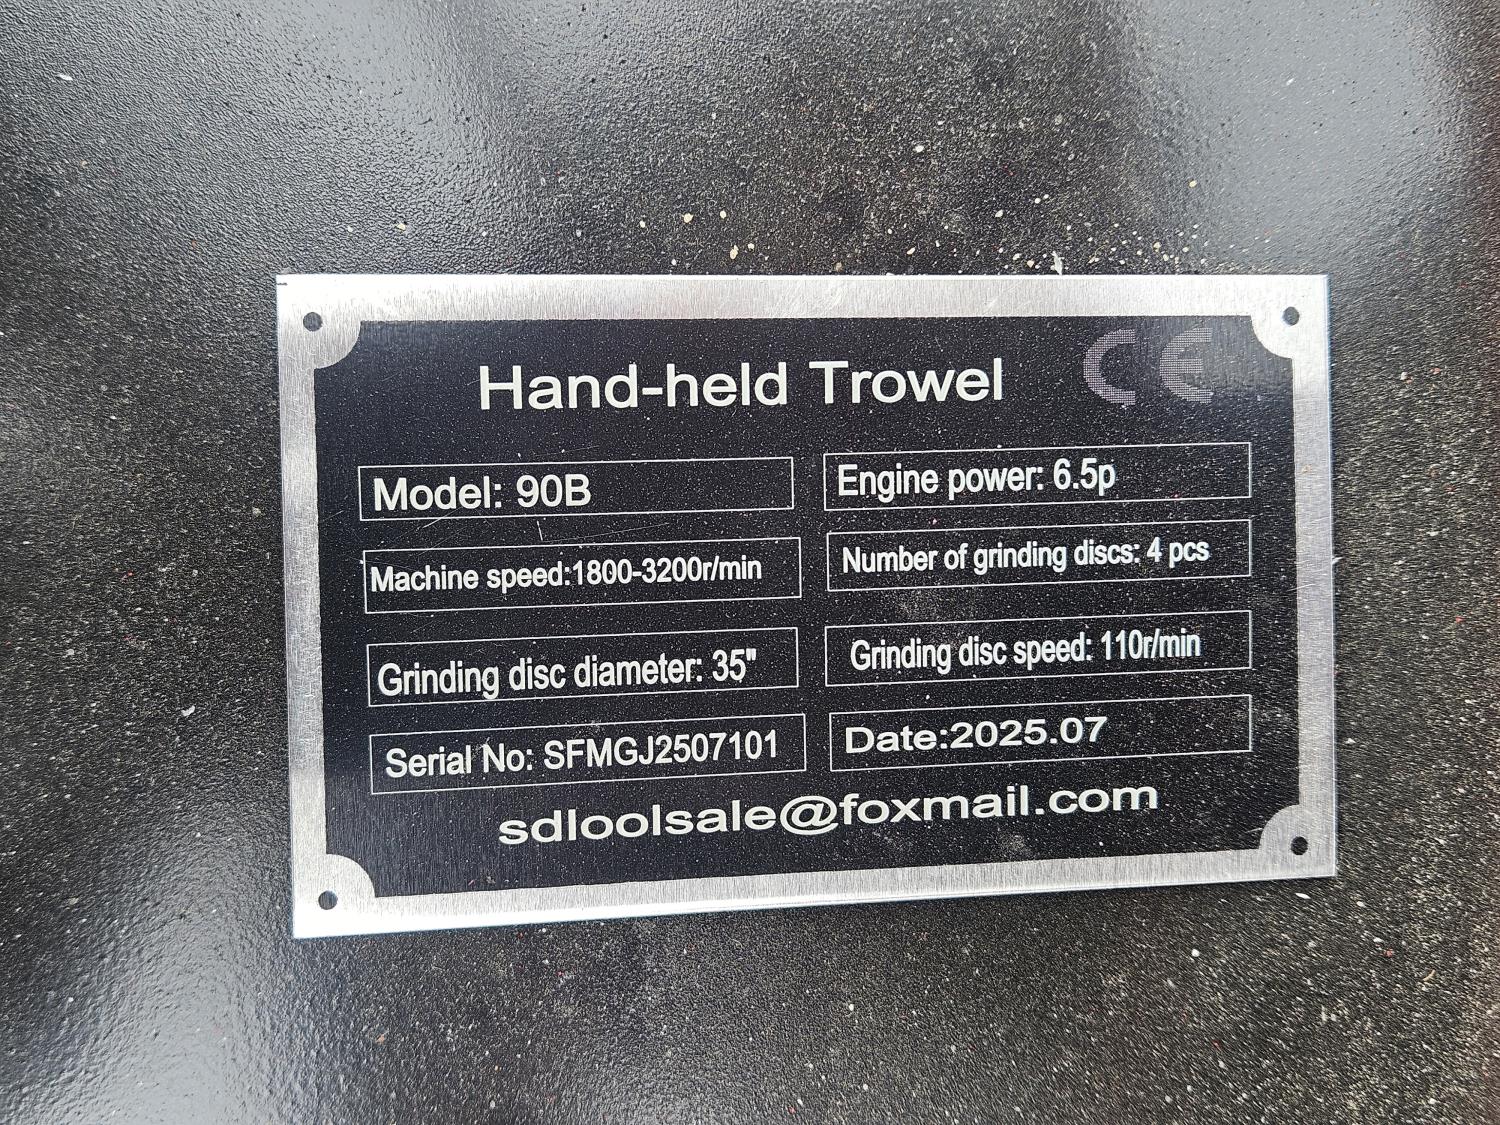 Hand-held Trowel CE
Model: 90B
Engine power: 6.5p
Machine speed:1800-3200r/min
Number of grinding discs: 4 pcs
Grinding disc diameter: 35"
Grinding disc speed: 110r/min
Serial No: SFMGJ2507101
Date:2025.07
sdloolsale@foxmail.com